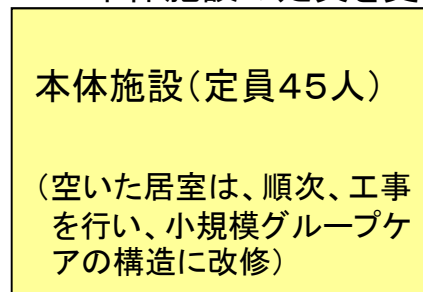 本体施設(定員45人)
(空いた居室は、順次、工事
を行い、小規模グループケ
アの構造に改修)